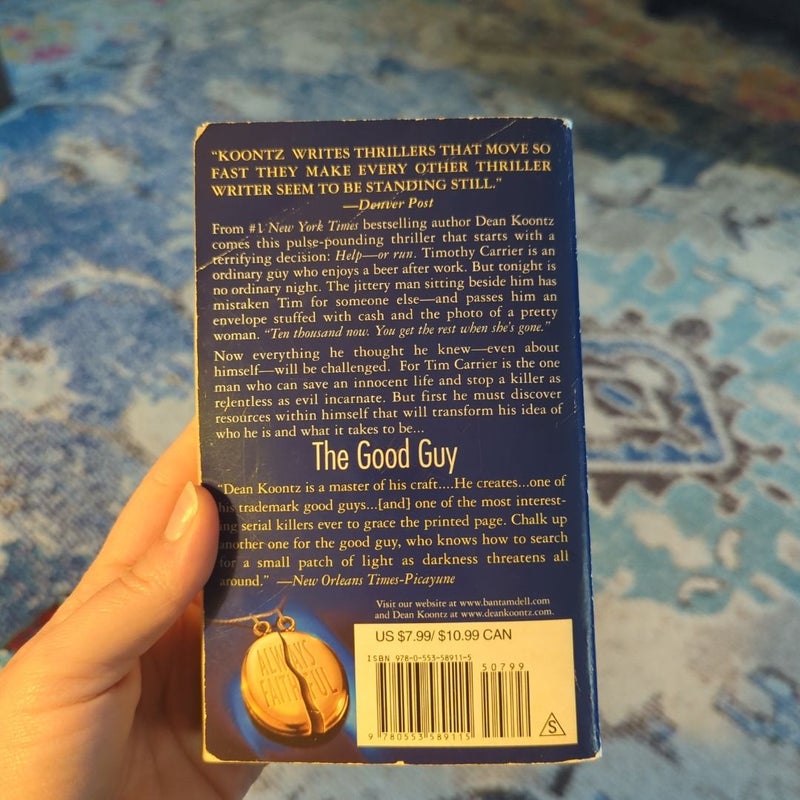 "KOONTZ WRITES THRILLERS THAT MOVE SO
FAST THEY MAKE EVERY OTHER THRILLER
WRITER SEEM TO BE STANDING STILL."
—Denver Post
From #1 New York Times bestselling author Dean Koontz
comes this pulse-pounding thriller that starts with a
terrifying decision: Help—or run. Timothy Carrier is an
ordinary guy who enjoys a beer after work. But tonight is
no ordinary night. The jittery man sitting beside him has
mistaken Tim for someone else—and passes him an
envelope stuffed with cash and the photo of a pretty
woman. "Ten thousand now. You get the rest when she's gone."
Now everything he thought he knew—even about
himself—will be challenged. For Tim Carrier is the one
man who can save an innocent life and stop a killer as
relentless as evil incarnate. But first he must discover
resources within himself that will transform his idea of
who he is and what it takes to be...
The Good Guy
"Dean Koontz is a master of his craft....He creates...one of
his trademark good guys...[and] one of the most interest-
ing serial killers ever to grace the printed page. Chalk up
another one for the good guy, who knows how to search
for a small patch of light as darkness threatens all
around." —New Orleans Times-Picayune
Visit our website at www.bantamdell.com
and Dean Koontz at www.deankoontz.com.
ALWAYS
FAITHFUL
US $7.99/ $10.99 CAN
ISBN 978-0-553-58911-5
50799
9 780553 589115
S